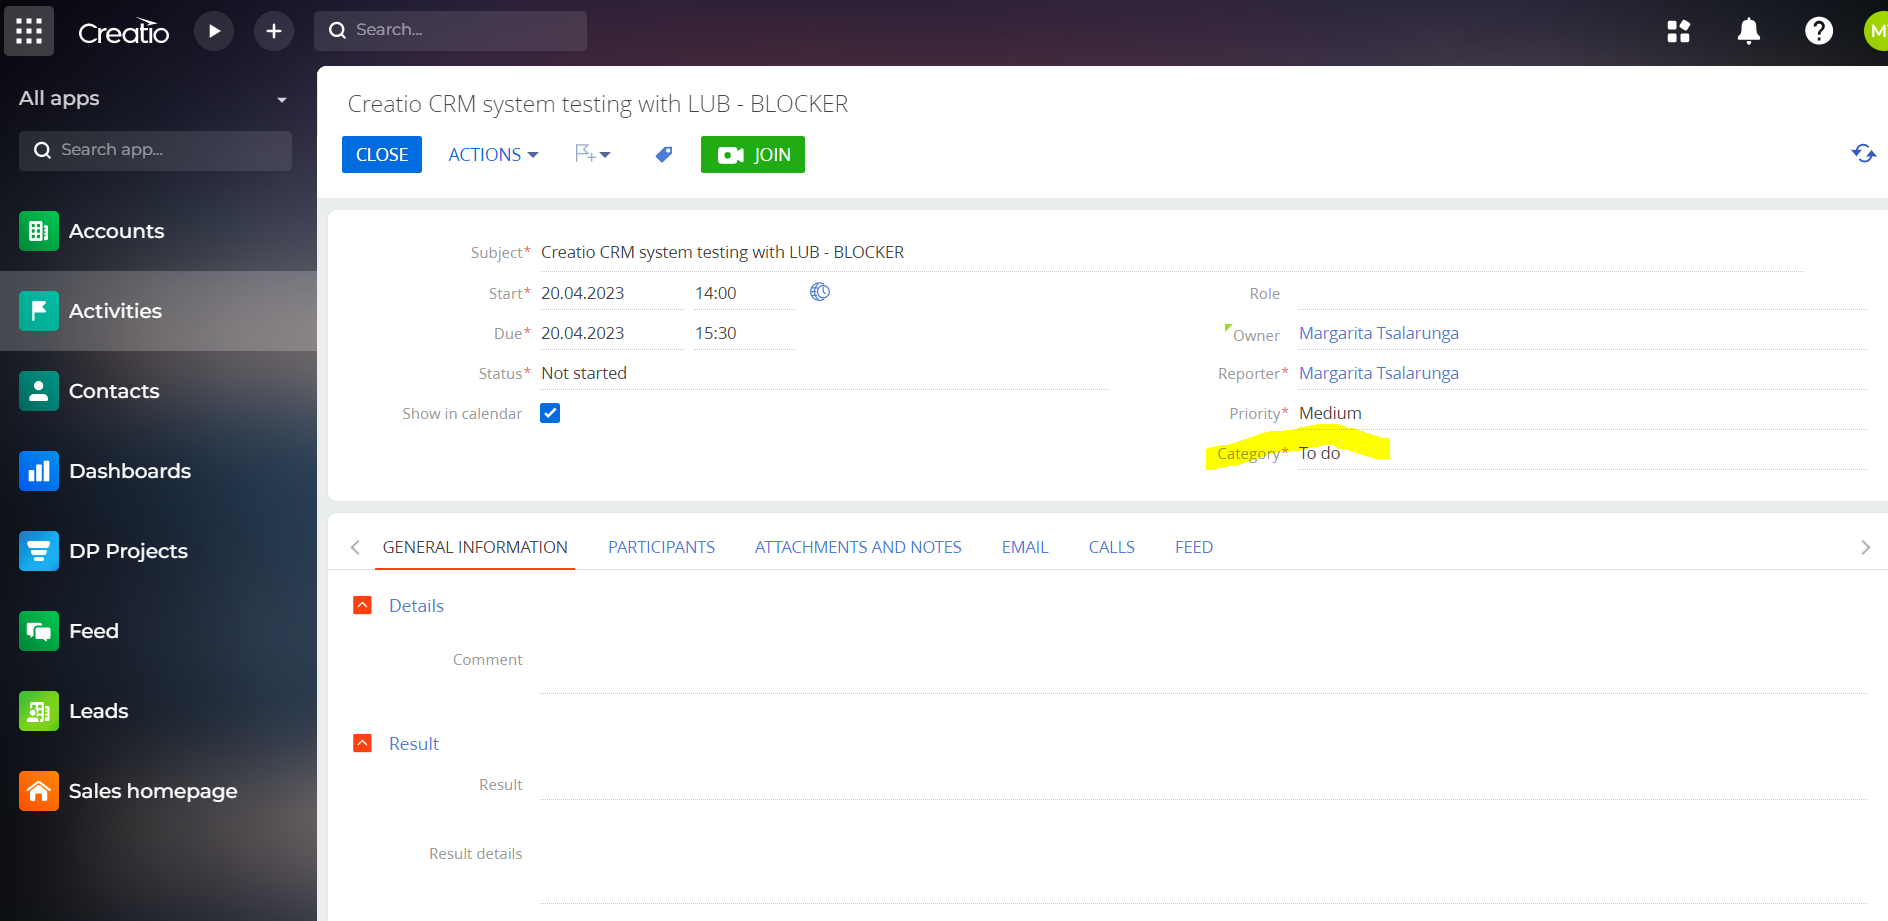 Creatio
Search...
M
All apps
Search app...
Accounts
Activities
Contacts
Dashboards
DP Projects
Feed
Leads
Sales homepage
Creatio CRM system testing with LUB - BLOCKER
CLOSE ACTIONS JOIN
Subject* Creatio CRM system testing with LUB - BLOCKER
Start* 20.04.2023 14:00
Due* 20.04.2023 15:30
Status* Not started
Show in calendar
Role
Owner Margarita Tsalarunga
Reporter* Margarita Tsalarunga
Priority* Medium
Category* To do
GENERAL INFORMATION PARTICIPANTS ATTACHMENTS AND NOTES EMAIL CALLS FEED
Details
Comment
Result
Result
Result details